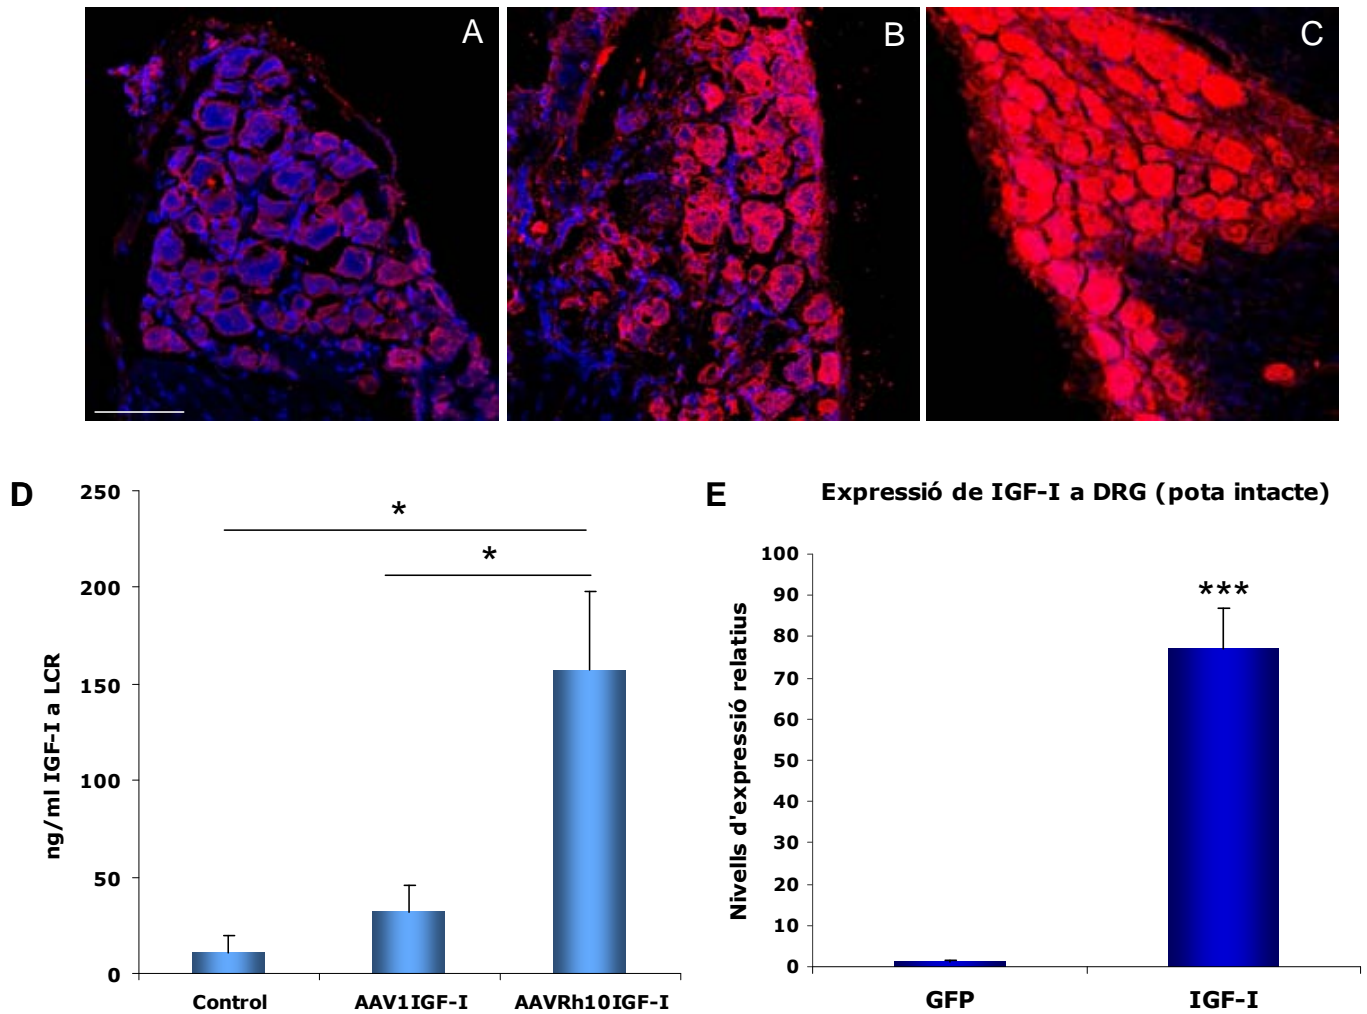 A
B
C
D
250
200
150
100
50
0
ng/ml IGF-I a LCR
*
*
Control
AAV1IGF-I
AAVRh10IGF-I
E
Expressió de IGF-I a DRG (pota intacte)
100
90
80
70
60
50
40
30
20
10
0
Nivells d'expressió relatius
***
GFP
IGF-I